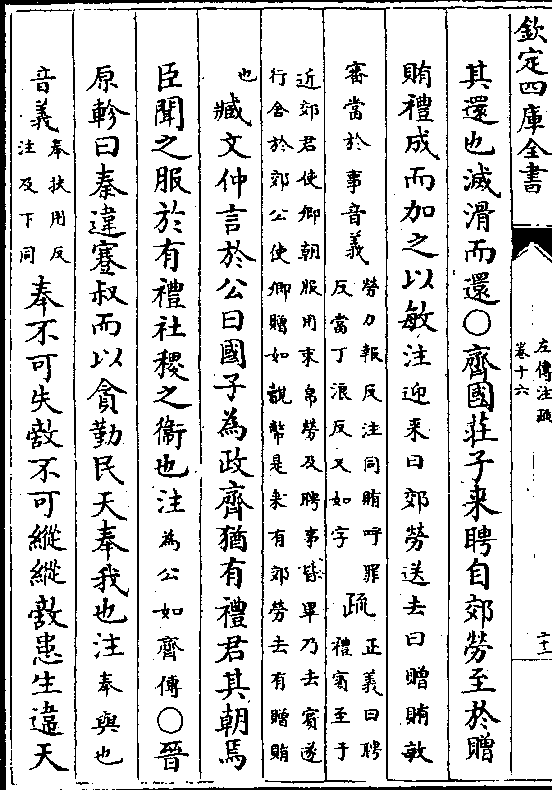 欽定四庫全書
左傳注疏
卷十六
二十二
其還也滅滑而還○齊國莊子來聘自郊勞至於贈
賄禮成而加之以敏注迎來曰郊勞送去曰贈賄敏
審當於事音義勞力報反注同賄呼罪
反當丁浪反又如字疏正義曰聘
禮賓至于
近郊君使卿朝服用束帛勞及聘事皆畢乃去賓遂
行舍於郊公使卿贈如說幣是來有郊勞去有贈賄
也臧文仲言於公曰國子為政齊猶有禮君其朝焉
臣聞之服於有禮社稷之衞也注為公如齊傳○晉
原軫曰秦違蹇叔而以貪勤民天奉我也注奉與也
音義奉扶用反
注及下同奉不可失敵不可縱縱敵患生違天